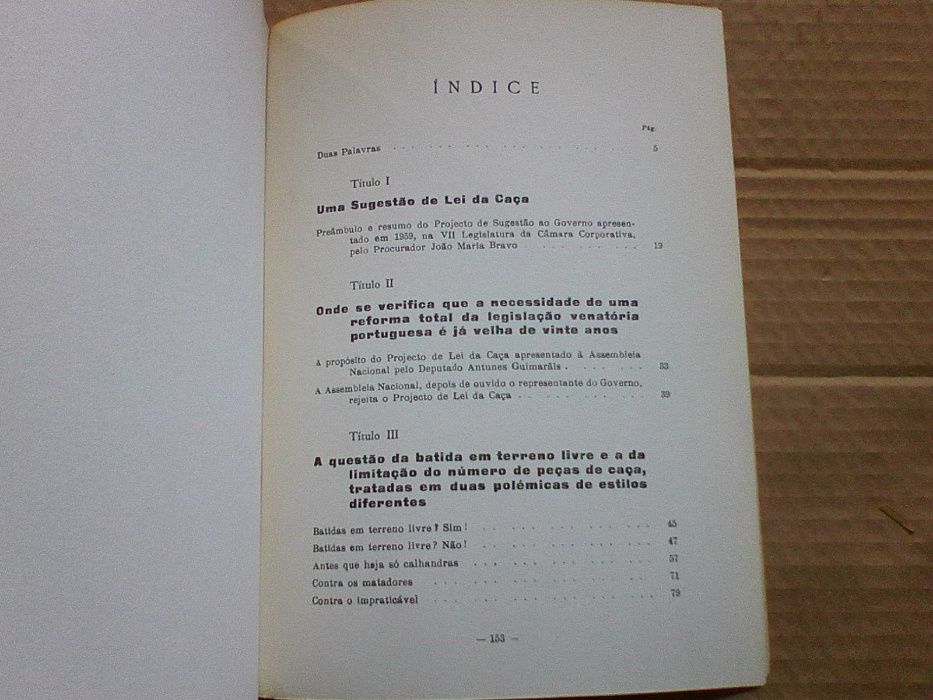 ÍNDICE
Pág.
Duas Palavras . . . . . . . . . . . . . . . 5
Título I
Uma Sugestão de Lei da Caça
Preâmbulo e resumo do Projecto de Sugestão ao Governo apresen-
tado em 1959, na VII Legislatura da Câmara Corporativa,
pelo Procurador João Maria Bravo . . . . . . . . 19
Título II
Onde se verifica que a necessidade de uma
reforma total da legislação venatória
portuguesa é já velha de vinte anos
A propósito do Projecto de Lei da Caça apresentado à Assembleia
Nacional pelo Deputado Antunes Guimarãis . . . . . . 33
A Assembleia Nacional, depois de ouvido o representante do Governo,
rejeita o Projecto de Lei da Caça . . . . . . . . 39
Título III
A questão da batida em terreno livre e a da
limitação do número de peças de caça,
tratadas em duas polémicas de estilos
diferentes
Batidas em terreno livre? Sim! . . . . . . . . . . . 45
Batidas em terreno livre? Não! . . . . . . . . . . . 47
Antes que haja só calhandras . . . . . . . . . . . . 57
Contra os matadores . . . . . . . . . . . . . . 71
Contra o impraticável . . . . . . . . . . . . . . 79
— 153 —